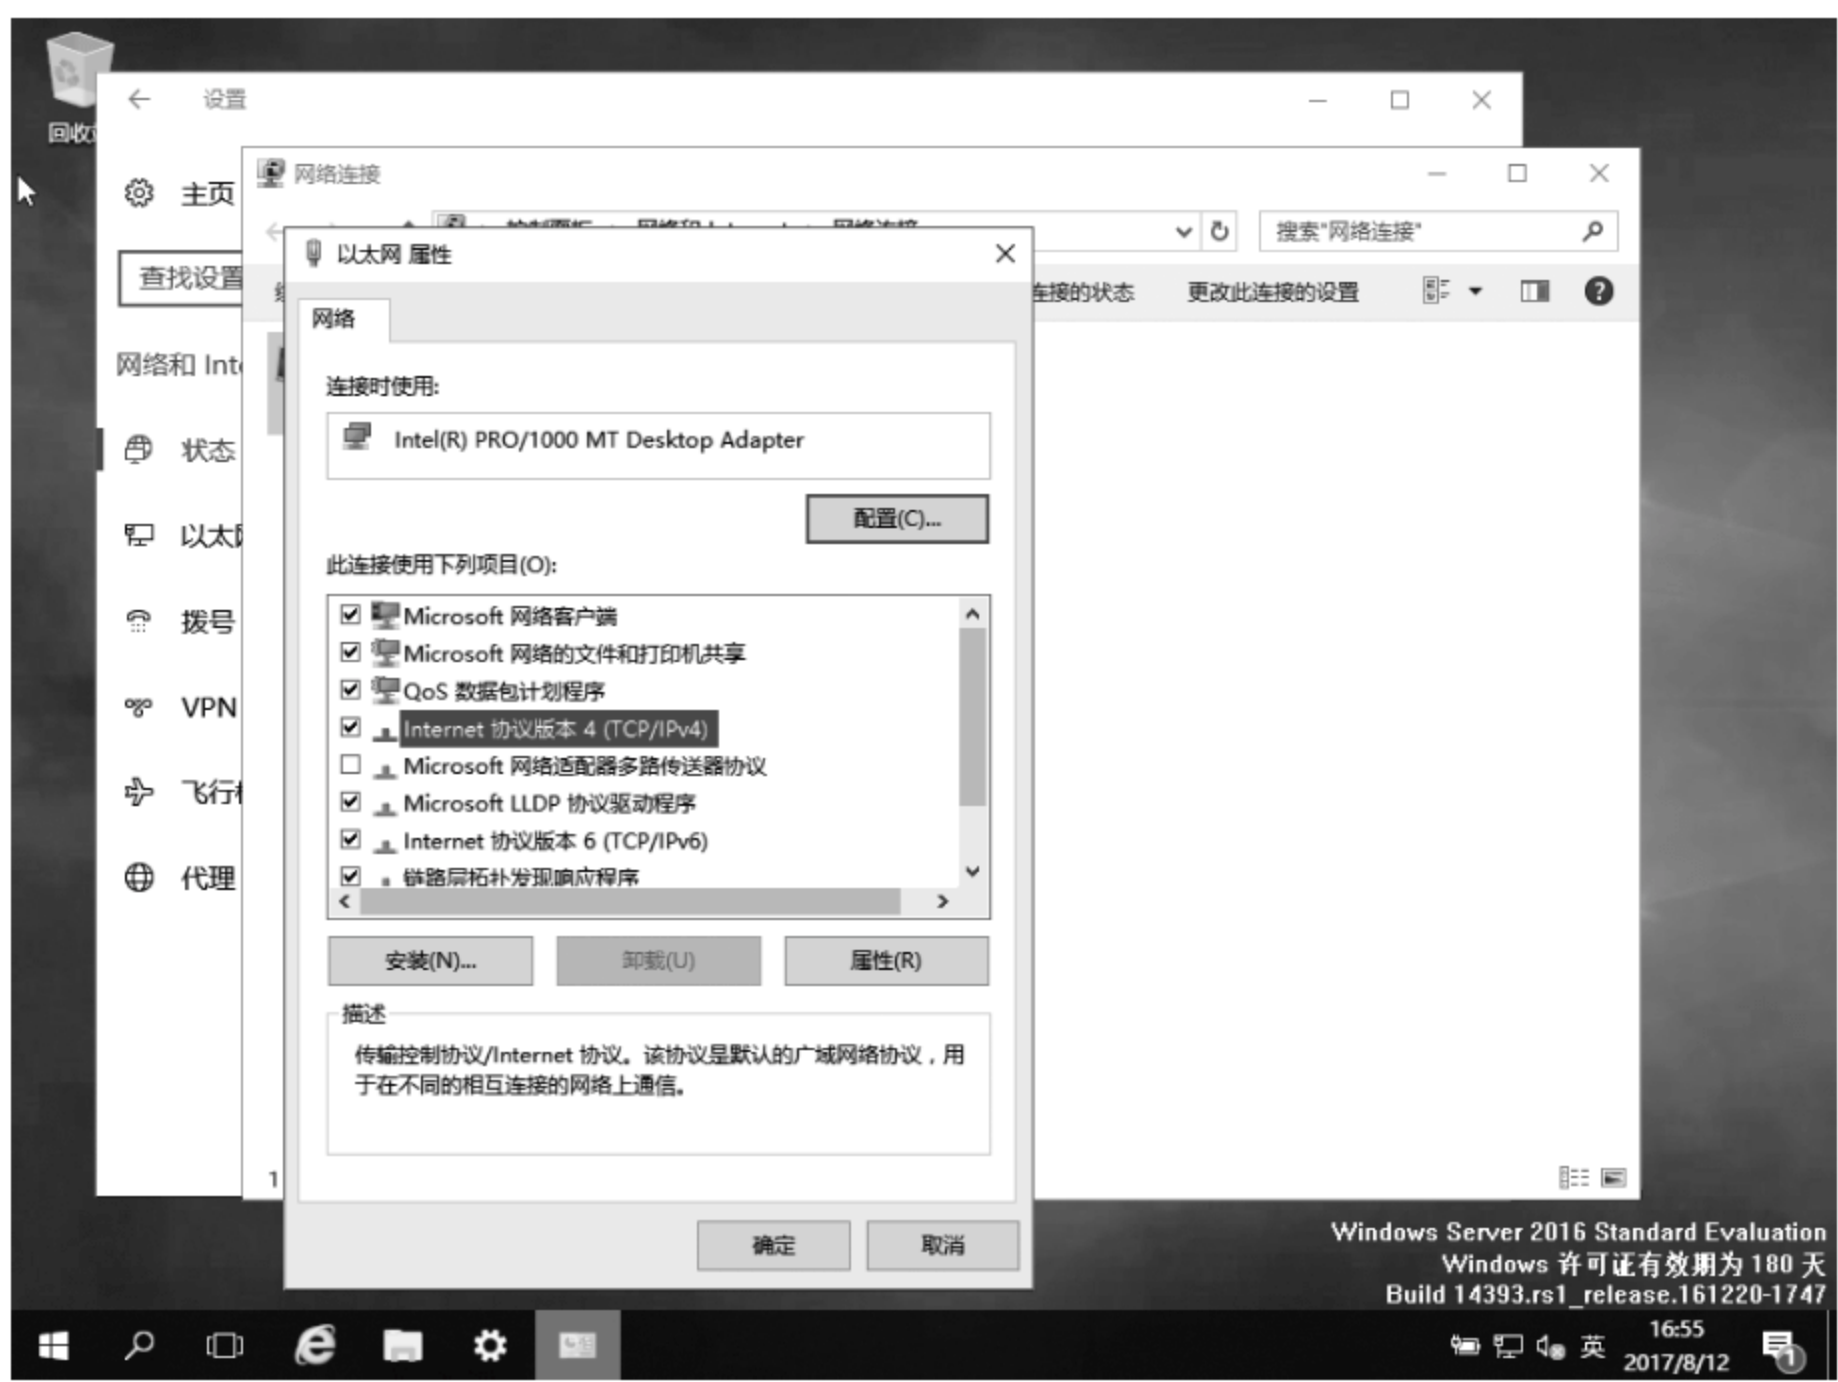 设置
主页
查找设置
网络和
状态
VPN
拨号
代理
网络连接
搜索"网络连接"
连接的状态
更改此连接的设置
以太网 属性
网络
连接时使用:
Intel(R) PRO/1000 MT Desktop Adapter
配置(C)...
此连接使用下列项目(O):
Microsoft 网络客户端
Microsoft 网络的文件和打印机共享
QoS 数据包计划程序
Internet 协议版本 4 (TCP/IPv4)
Microsoft 网络适配器多路传送器协议
Microsoft LLDP 协议驱动程序
Internet 协议版本 6 (TCP/IPv6)
链路层拓扑发现响应程序
安装(N)...
卸载(U)
属性(R)
描述
传输控制协议/Internet 协议。该协议是默认的广域网络协议，用
于在不同的相互连接的网络上通信。
确定
取消
1
Windows Server 2016 Standard Evaluation
Windows 许可证有效期为 180 天
Build 14393.rs1_release.161220-1747
英
16:55
2017/8/12
1